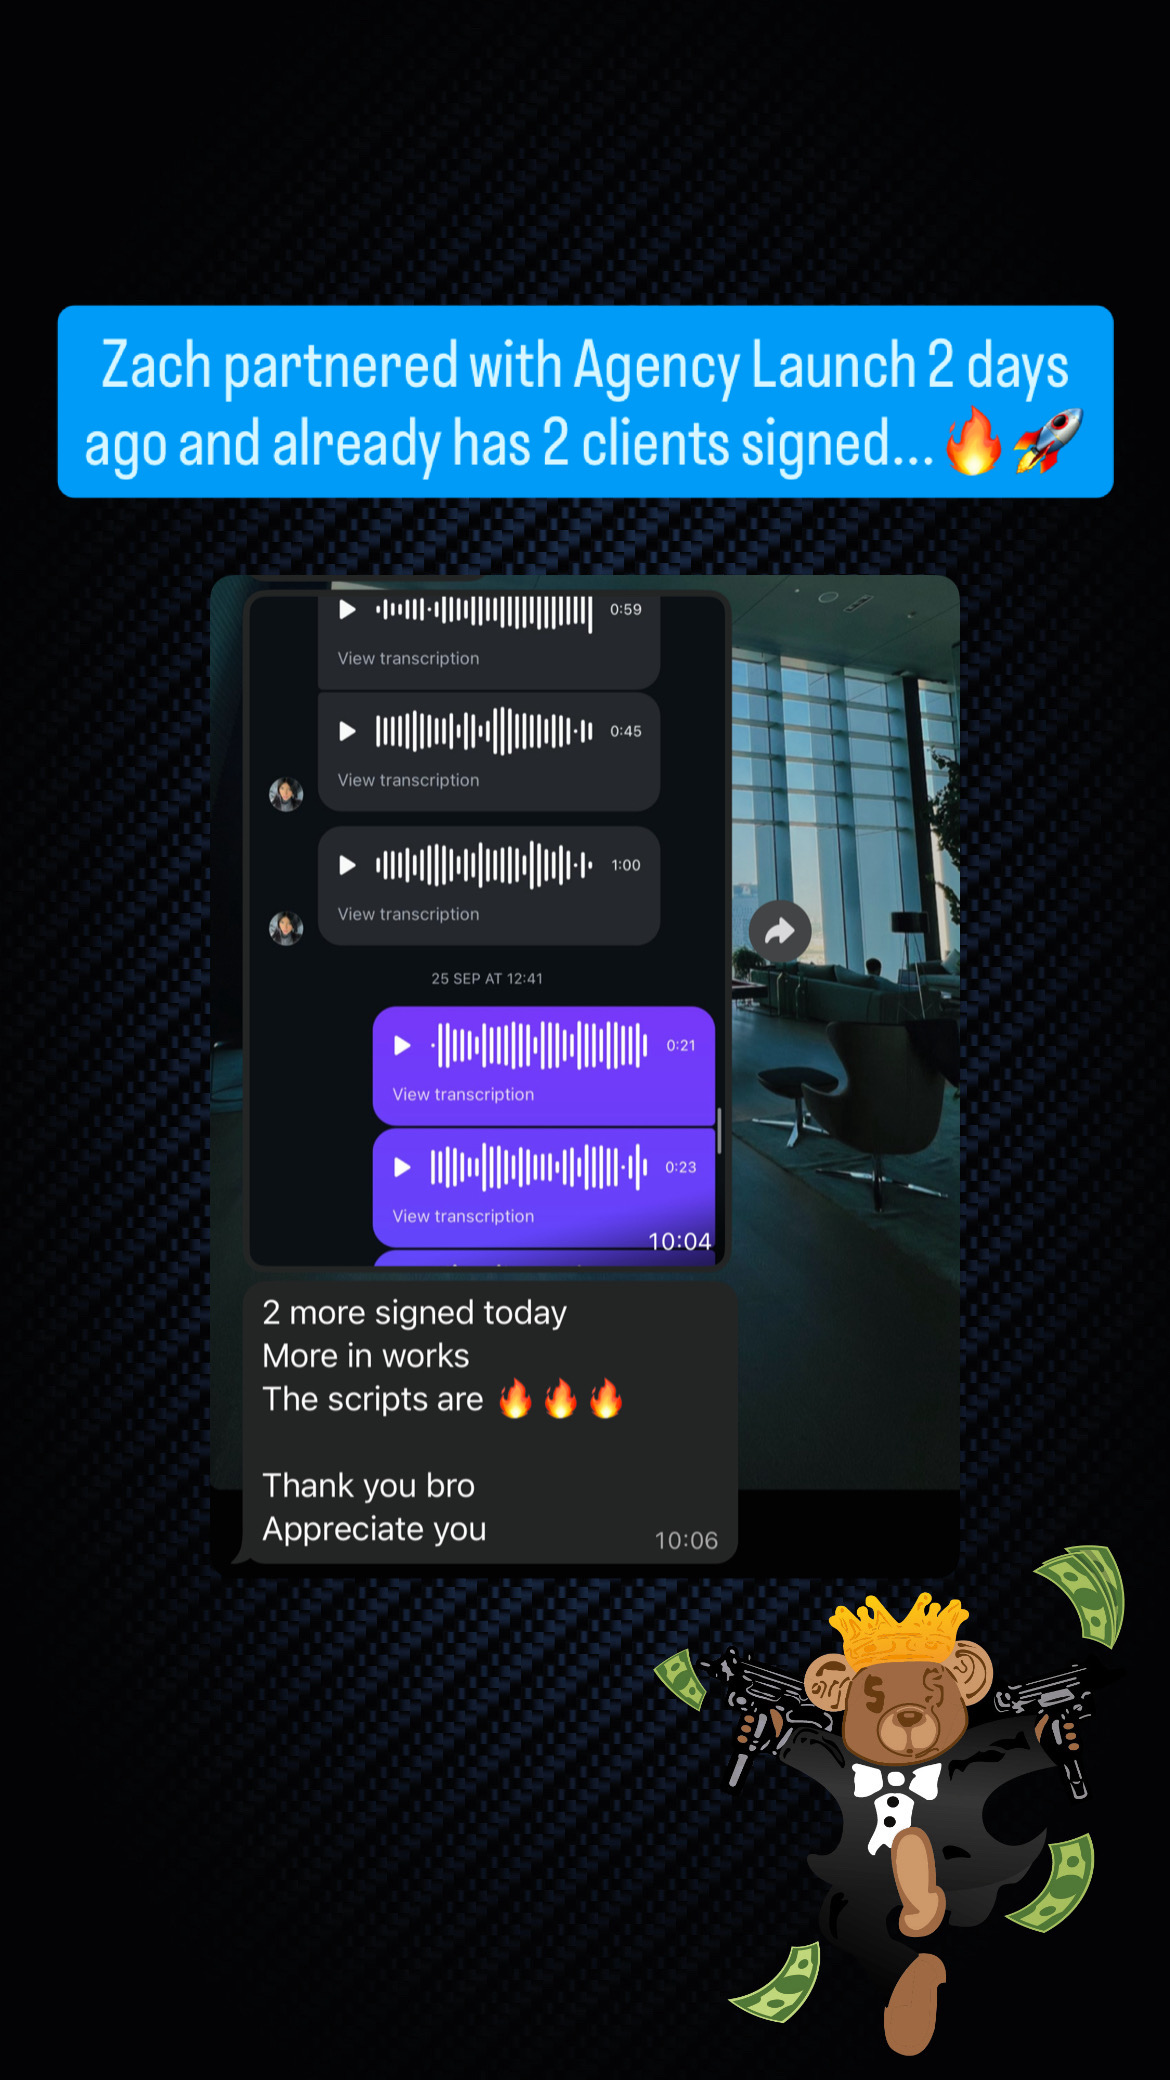 Zach partnered with Agency Launch 2 days
ago and already has 2 clients signed...🔥🚀
0:59
View transcription
0:45
View transcription
1:00
View transcription
25 SEP AT 12:41
0:21
View transcription
0:23
View transcription
10:04
2 more signed today
More in works
The scripts are 🔥🔥🔥
Thank you bro
Appreciate you
10:06
$